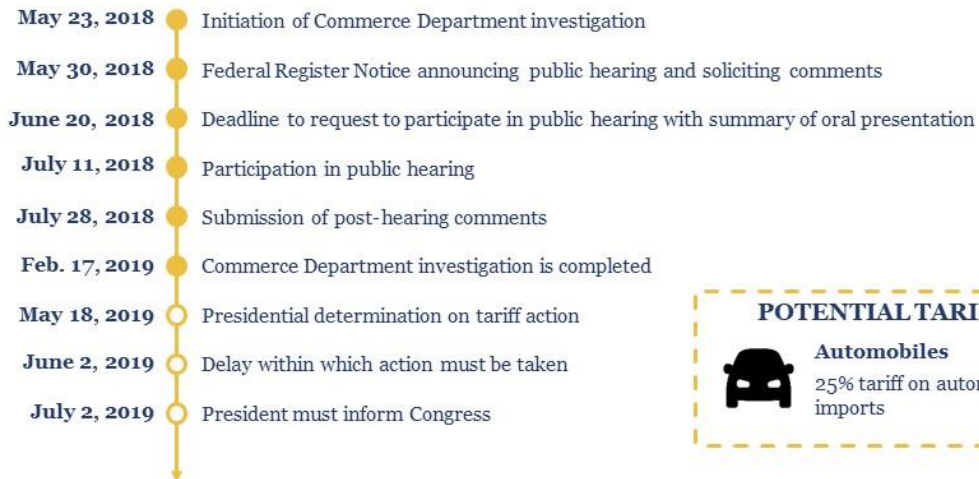 May 23, 2018 Initiation of Commerce Department investigation
May 30, 2018 Federal Register Notice announcing public hearing and soliciting comments
June 20, 2018 Deadline to request to participate in public hearing with summary of oral presentation
July 11, 2018 Participation in public hearing
July 28, 2018 Submission of post-hearing comments
Feb. 17, 2019 Commerce Department investigation is completed
May 18, 2019 Presidential determination on tariff action
June 2, 2019 Delay within which action must be taken
July 2, 2019 President must inform Congress
POTENTIAL TARI
Automobiles
25% tariff on autor
imports